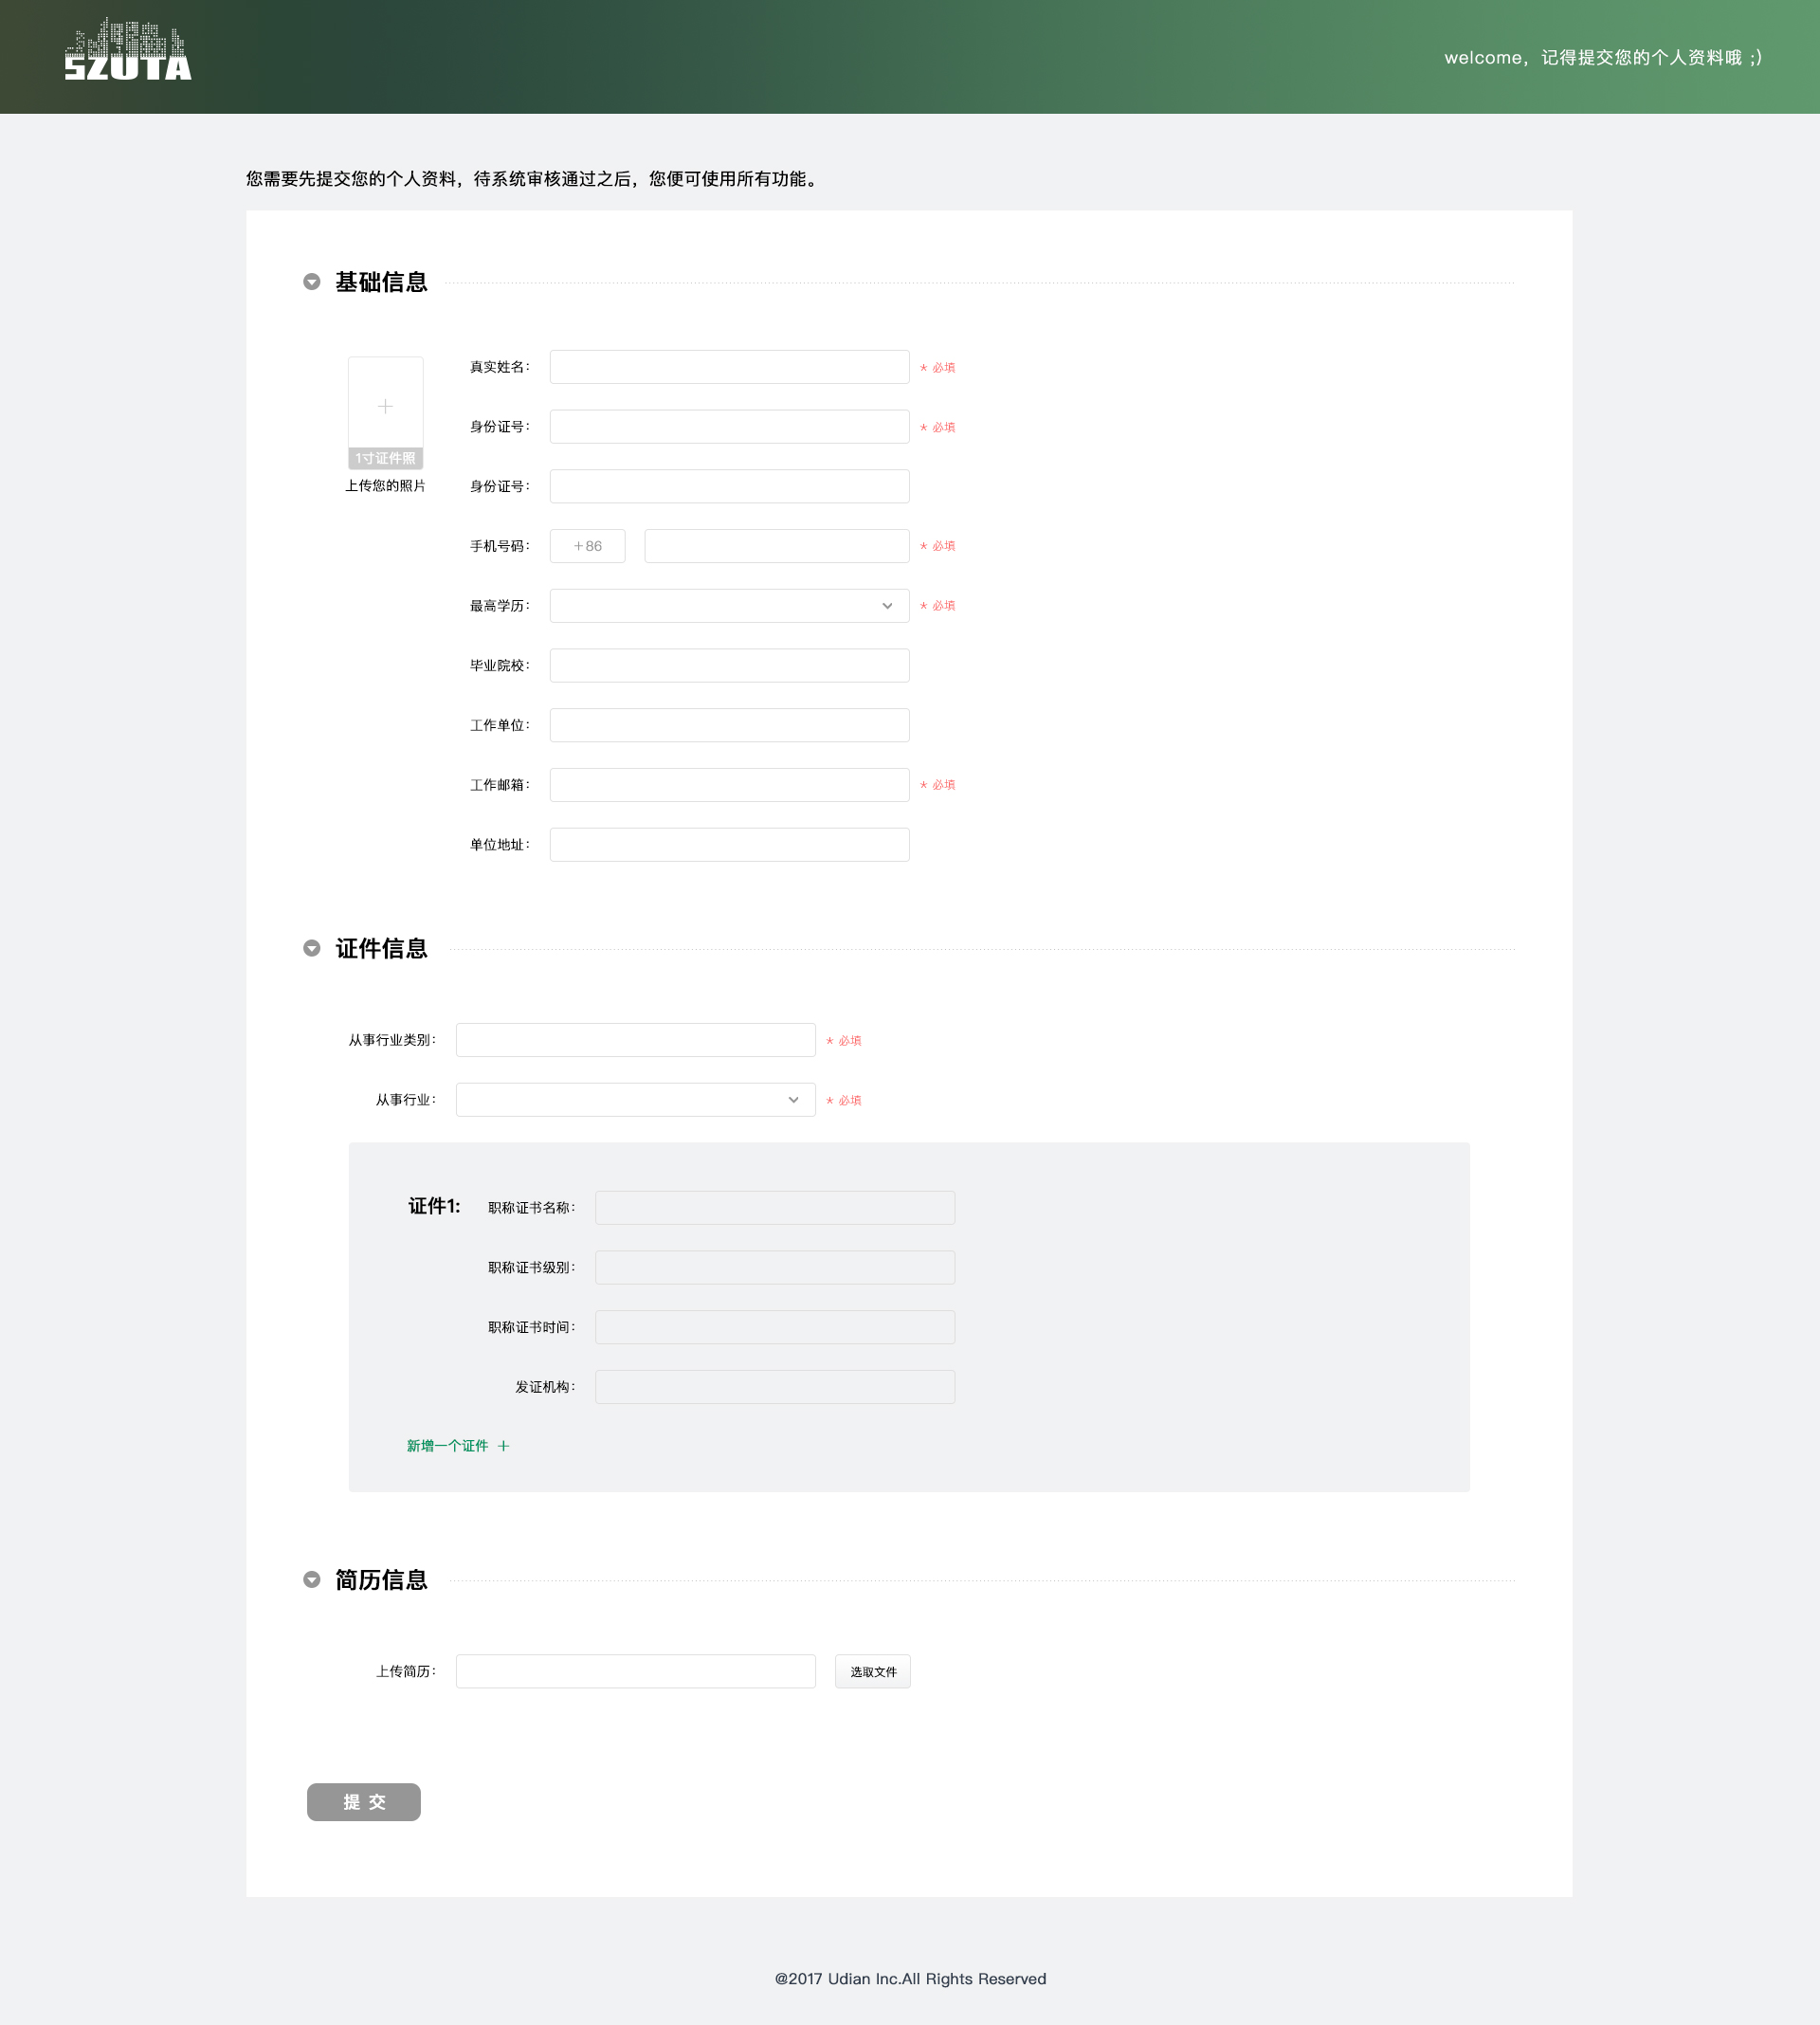 SZUTA
welcome，记得提交您的个人资料哦 ;)
您需要先提交您的个人资料，待系统审核通过之后，您便可使用所有功能。
基础信息
真实姓名：
* 必填
身份证号：
* 必填
1寸证件照
上传您的照片
身份证号：
手机号码：
+86
* 必填
最高学历：
* 必填
毕业院校：
工作单位：
工作邮箱：
* 必填
单位地址：
证件信息
从事行业类别：
* 必填
从事行业：
* 必填
证件1:
职称证书名称：
职称证书级别：
职称证书时间：
发证机构：
新增一个证件 +
简历信息
上传简历：
选取文件
提 交
@2017 Udian Inc.All Rights Reserved